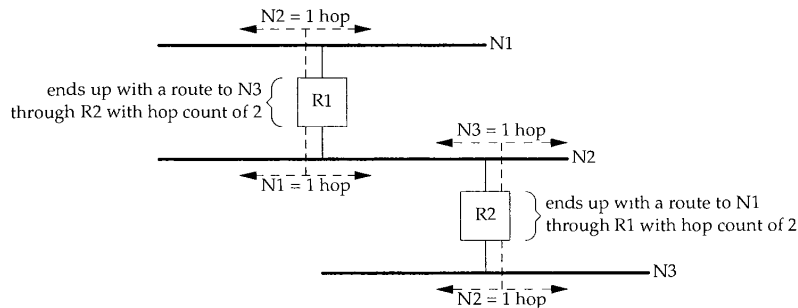 N2 = 1 hop
N1
ends up with a route to N3
through R2 with hop count of 2
R1
N3 = 1 hop
N2
N1 = 1 hop
R2
ends up with a route to N1
through R1 with hop count of 2
N3
N2 = 1 hop